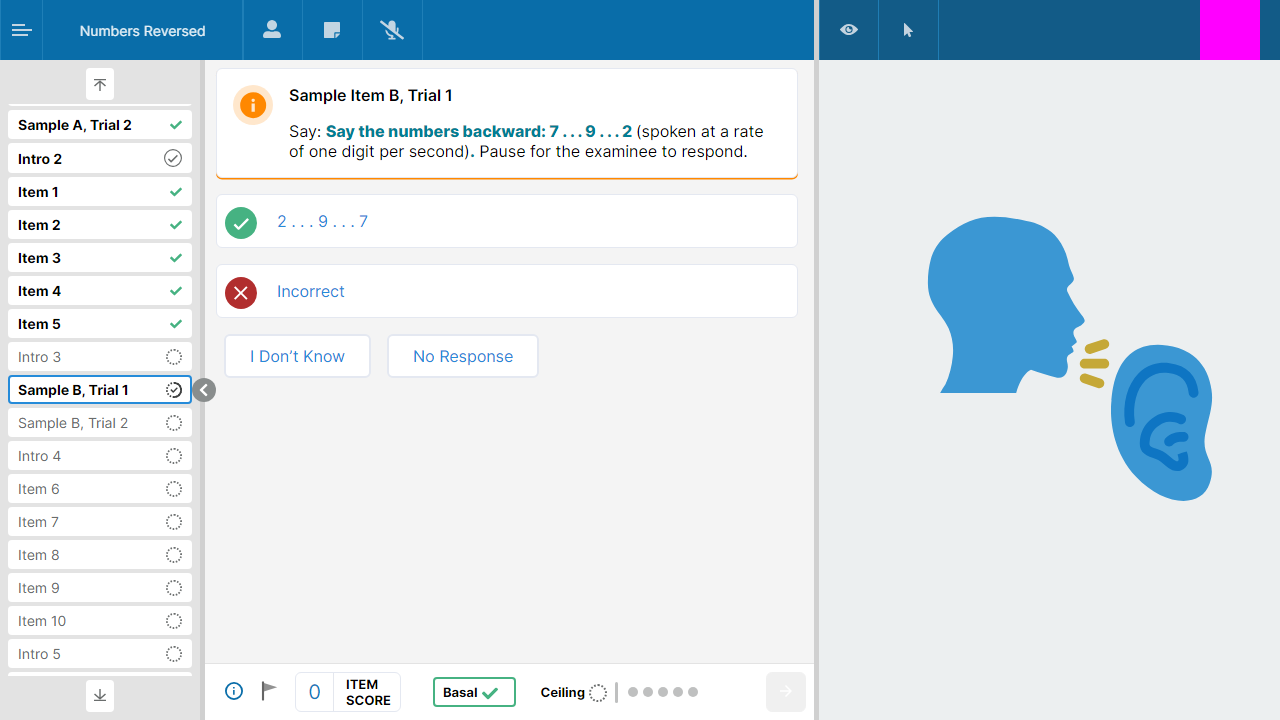 Numbers Reversed
Sample A, Trial 2
Intro 2
Item 1
Item 2
Item 3
Item 4
Item 5
Intro 3
Sample B, Trial 1
Sample B, Trial 2
Intro 4
Item 6
Item 7
Item 8
Item 9
Item 10
Intro 5
Sample Item B, Trial 1
Say: Say the numbers backward: 7 . . . 9 . . . 2 (spoken at a rate
of one digit per second). Pause for the examinee to respond.
2 . . . 9 . . . 7
Incorrect
I Don’t Know
No Response
0
ITEM
SCORE
Basal
Ceiling